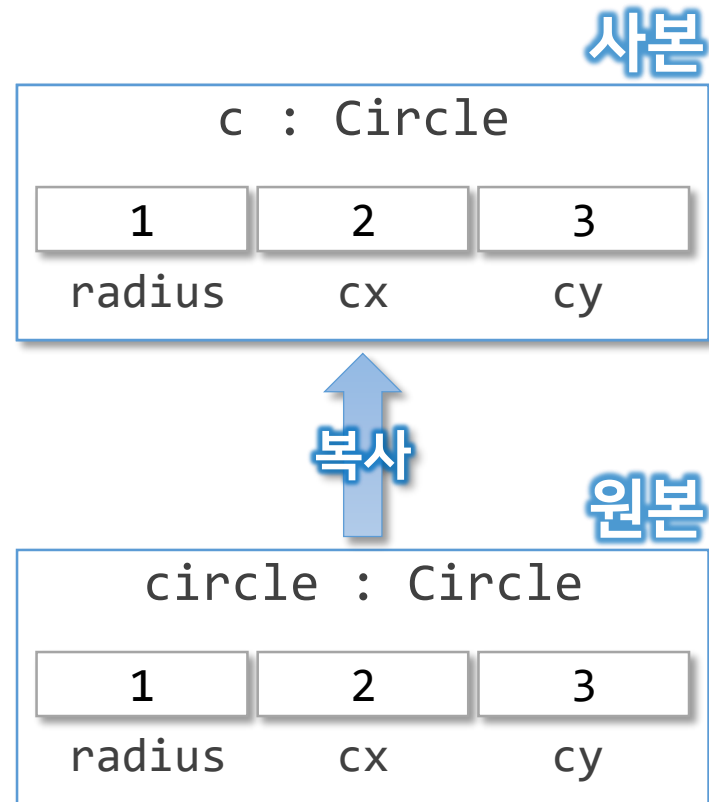 사본
c : Circle
1 2 3
radius cx cy
복사
원본
circle : Circle
1 2 3
radius cx cy